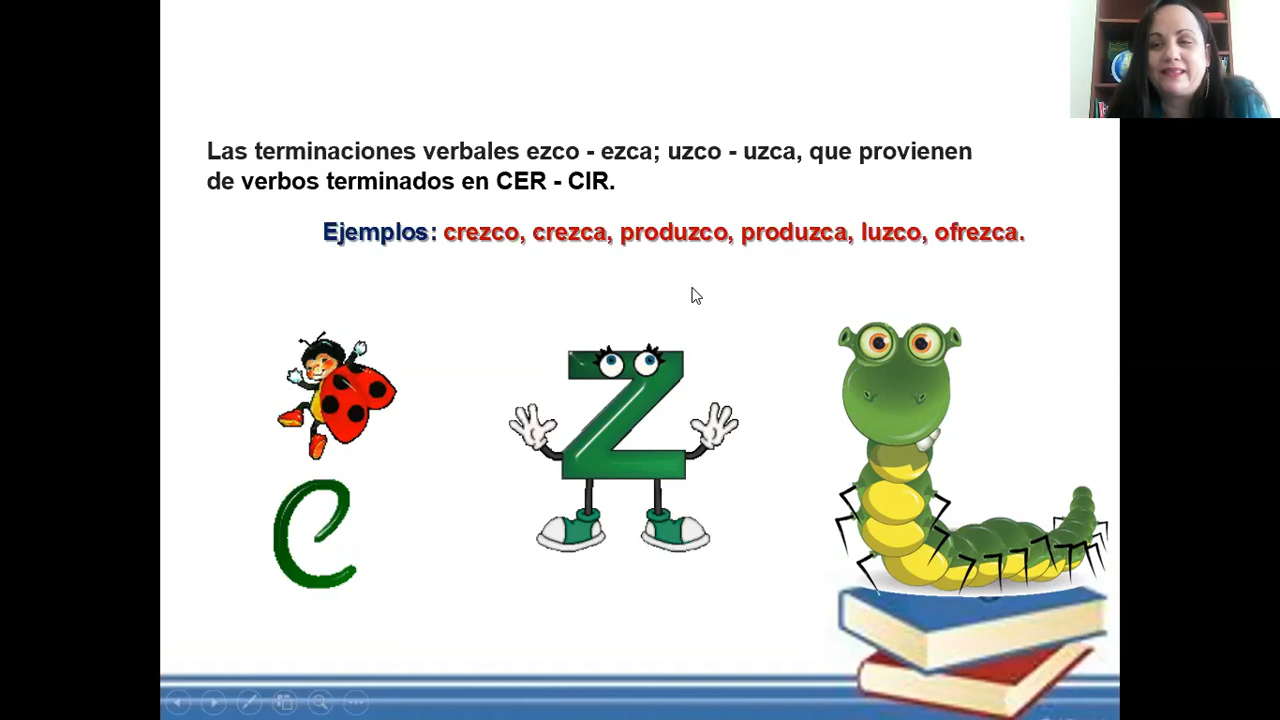 Las terminaciones verbales ezco - ezca; uzco - uzca, que provienen
de verbos terminados en CER - CIR.
Ejemplos: crezco, crezca, produzco, produzca, luzco, ofrezca.
Z
C